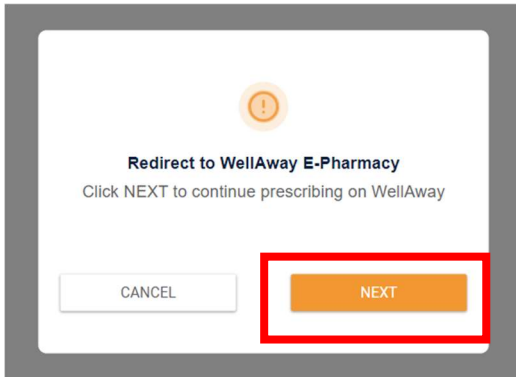 Redirect to WellAway E-Pharmacy
Click NEXT to continue prescribing on WellAway
CANCEL
NEXT